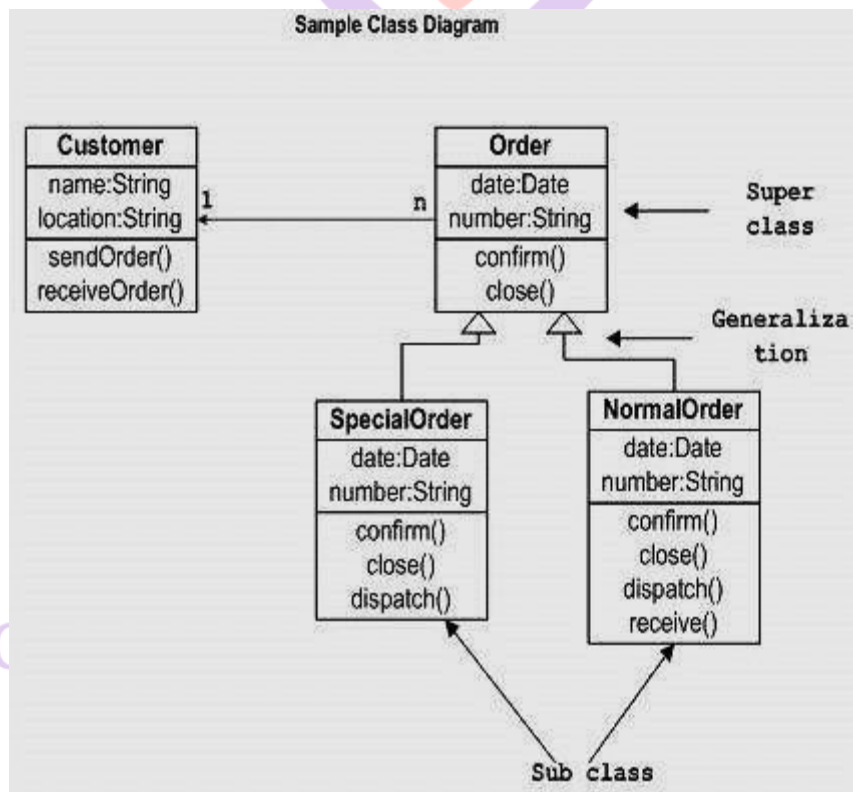 Sample Class Diagram
Customer
name:String
location:String
sendOrder()
receiveOrder()
1
n
Order
date:Date
number:String
confirm()
close()
Super
class
Generaliza
tion
SpecialOrder
date:Date
number:String
confirm()
close()
dispatch()
NormalOrder
date:Date
number:String
confirm()
close()
dispatch()
receive()
Sub class